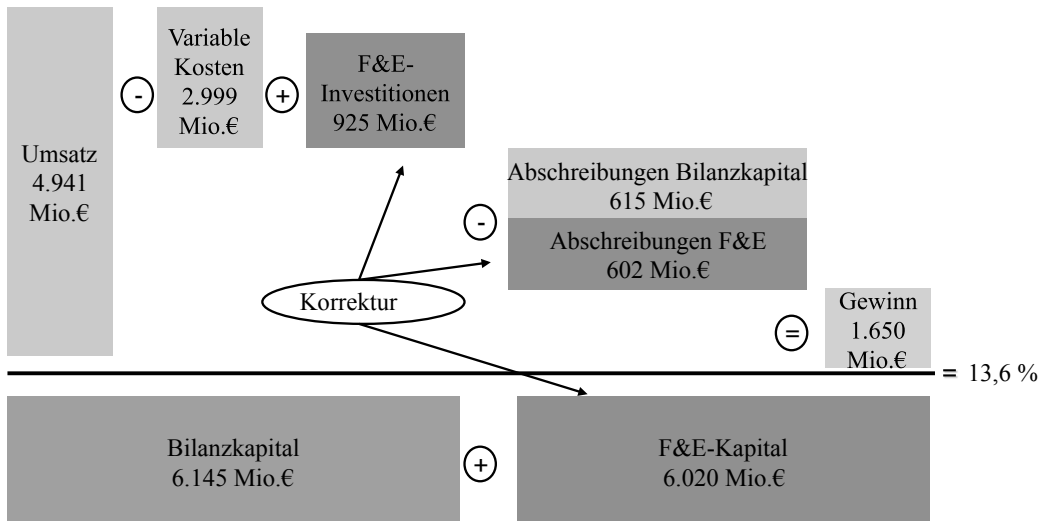 Umsatz
4.941
Mio.€
-
Variable
Kosten
2.999
Mio.€
+
F&E-
Investitionen
925 Mio.€
-
Abschreibungen Bilanzkapital
615 Mio.€
Abschreibungen F&E
602 Mio.€
Korrektur
=
Gewinn
1.650
Mio.€
= 13,6 %
Bilanzkapital
6.145 Mio.€
+
F&E-Kapital
6.020 Mio.€